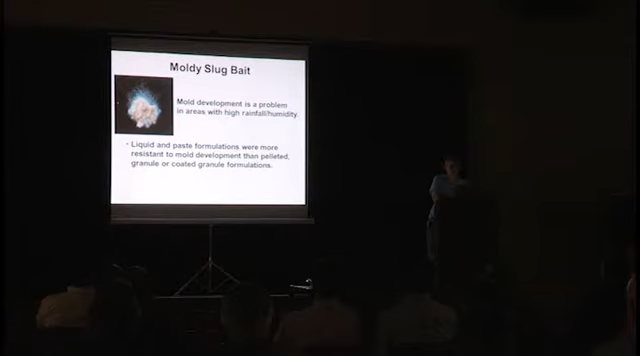 Moldy Slug Bait
Mold development is a problem
in areas with high rainfall/humidity.
• Liquid and paste formulations were more
resistant to mold development than pelleted,
granule or coated granule formulations.